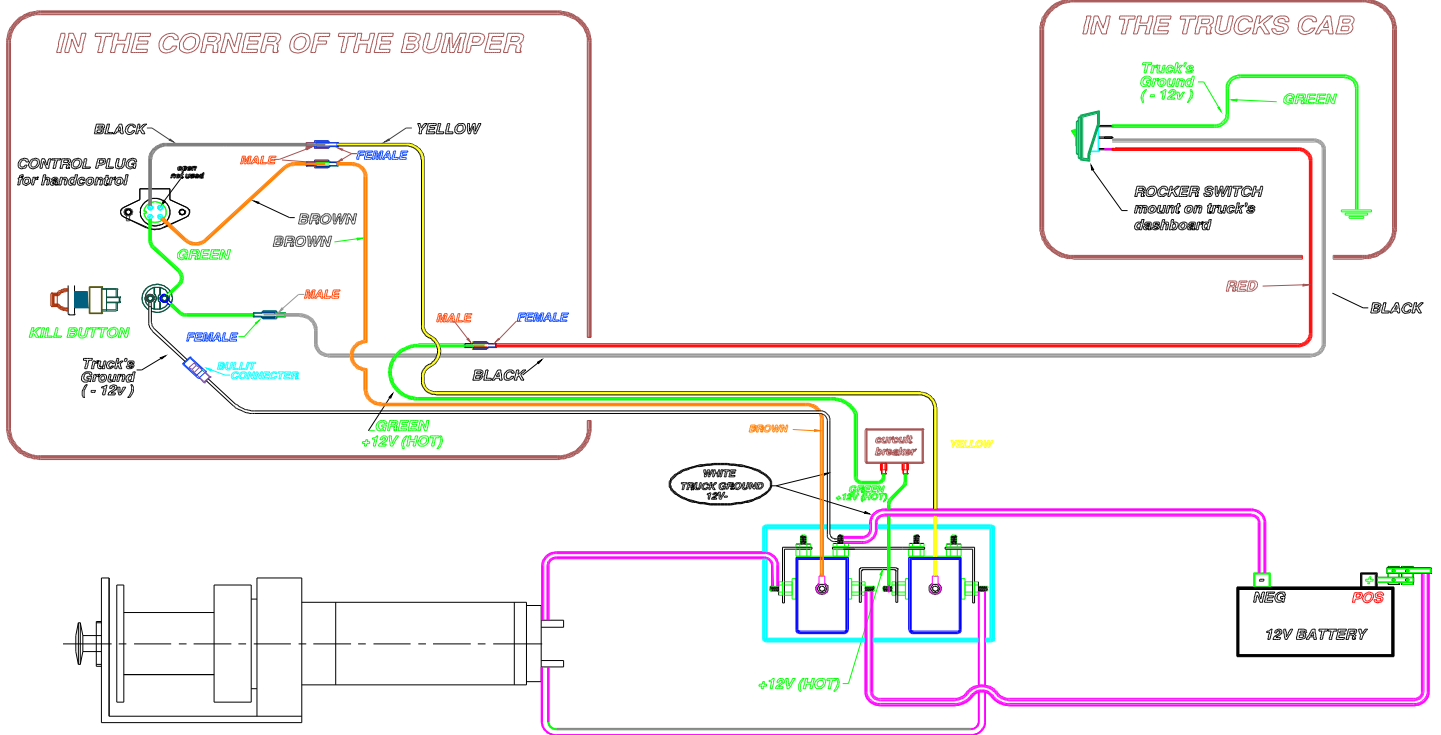 IN THE CORNER OF THE BUMPER
IN THE TRUCKS CAB
Truck's
Ground
( - 12v )
GREEN
BLACK
YELLOW
MALE
FEMALE
CONTROL PLUG
for handcontrol
open
not used
ROCKER SWITCH
mount on truck's
dashboard
BROWN
BROWN
GREEN
RED
BLACK
MALE
KILL BUTTON
FEMALE
MALE
FEMALE
Truck's
Ground
( - 12v )
BULLIT
CONNECTER
BLACK
GREEN
+12V (HOT)
BROWN
curcuit
breaker
YELLOW
WHITE
TRUCK GROUND
12V-
GREEN
+12V (HOT)
-
+
NEG
POS
12V BATTERY
+12V (HOT)